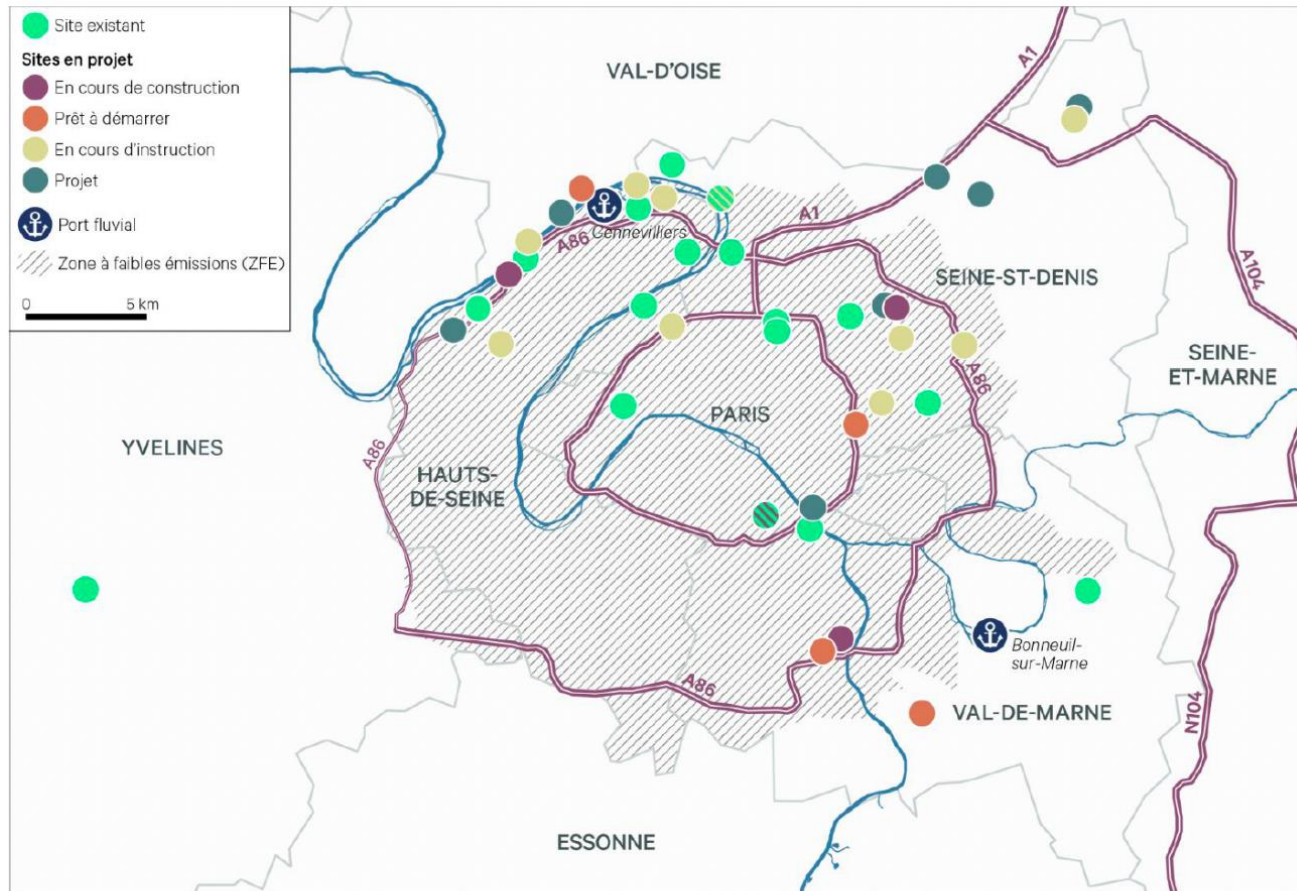 Site existant
Sites en projet
En cours de construction
Prêt à démarrer
En cours d'instruction
Projet
Port fluvial
Zone à faibles émissions (ZFE)
0 5 km
VAL-D'OISE
A1
A1
A86
Gennevilliers
SEINE-ST-DENIS
A104
SEINE-
ET-MARNE
A86
PARIS
YVELINES
A86
HAUTS-
DE-SEINE
Bonneuil-
sur-Marne
A86
VAL-DE-MARNE
N104
ESSONNE